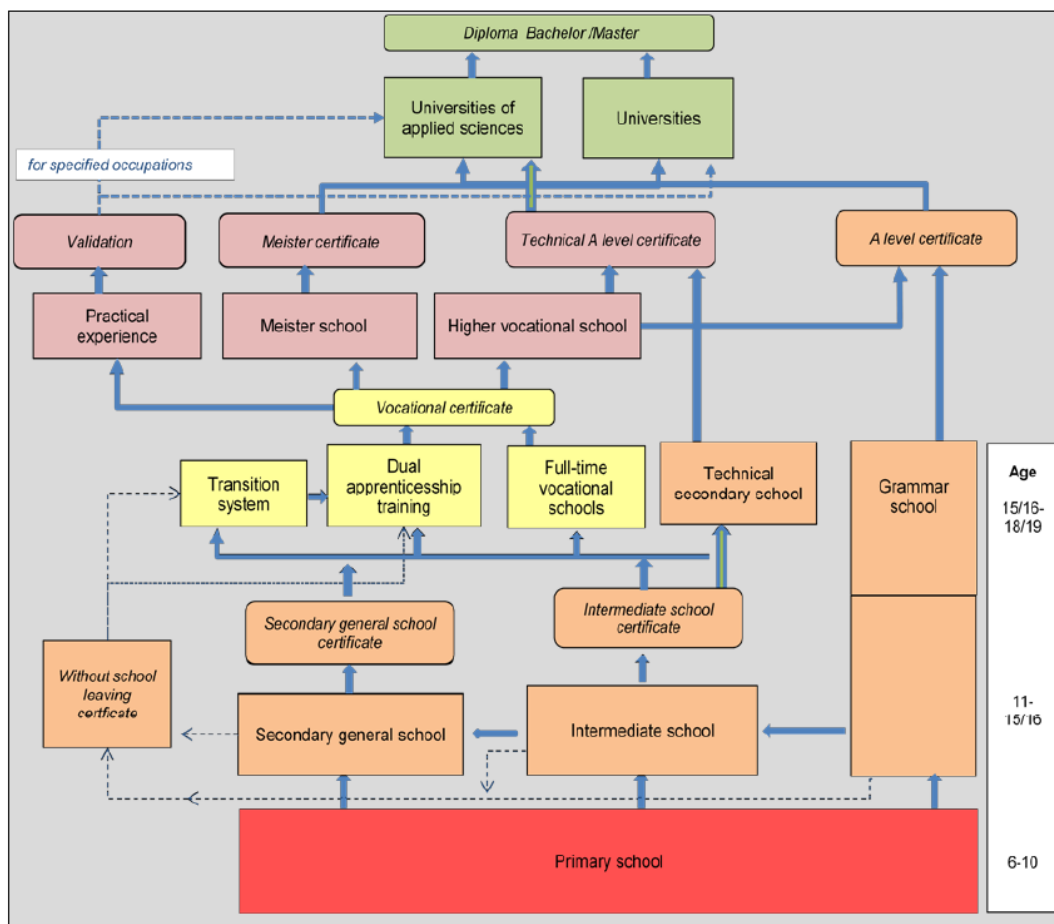 Diploma Bachelor /Master
Universities of
applied sciences
Universities
for specified occupations
Validation
Meister certificate
Technical A level certificate
A level certificate
Practical
experience
Meister school
Higher vocational school
Vocational certificate
Transition
system
Dual
apprenticesship
training
Full-time
vocational
schools
Technical
secondary school
Grammar
school
Age
15/16-
18/19
Secondary general school
certificate
Intermediate school
certificate
Without school
leaving
certficate
Secondary general school
Intermediate school
11-
15/16
Primary school
6-10